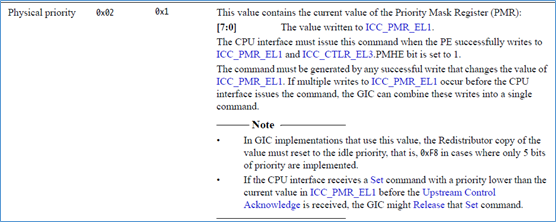 Physical priority 0x02 0x1 This value contains the current value of the Priority Mask Register (PMR):
[7:0] The value written to ICC_PMR_EL1.
The CPU interface must issue this command when the PE successfully writes to
ICC_PMR_EL1 and ICC_CTLR_EL3.PMHE bit is set to 1.
The command must be generated by any successful write that changes the value of
ICC_PMR_EL1. If multiple writes to ICC_PMR_EL1 occur before the CPU
interface issues the command, the GIC can combine these writes into a single
command.
Note
• In GIC implementations that use this value, the Redistributor copy of the
value must reset to the idle priority, that is, 0xF8 in cases where only 5 bits
of priority are implemented.
• If the CPU interface receives a Set command with a priority lower than the
current value in ICC_PMR_EL1 before the Upstream Control
Acknowledge is received, the GIC might Release that Set command.